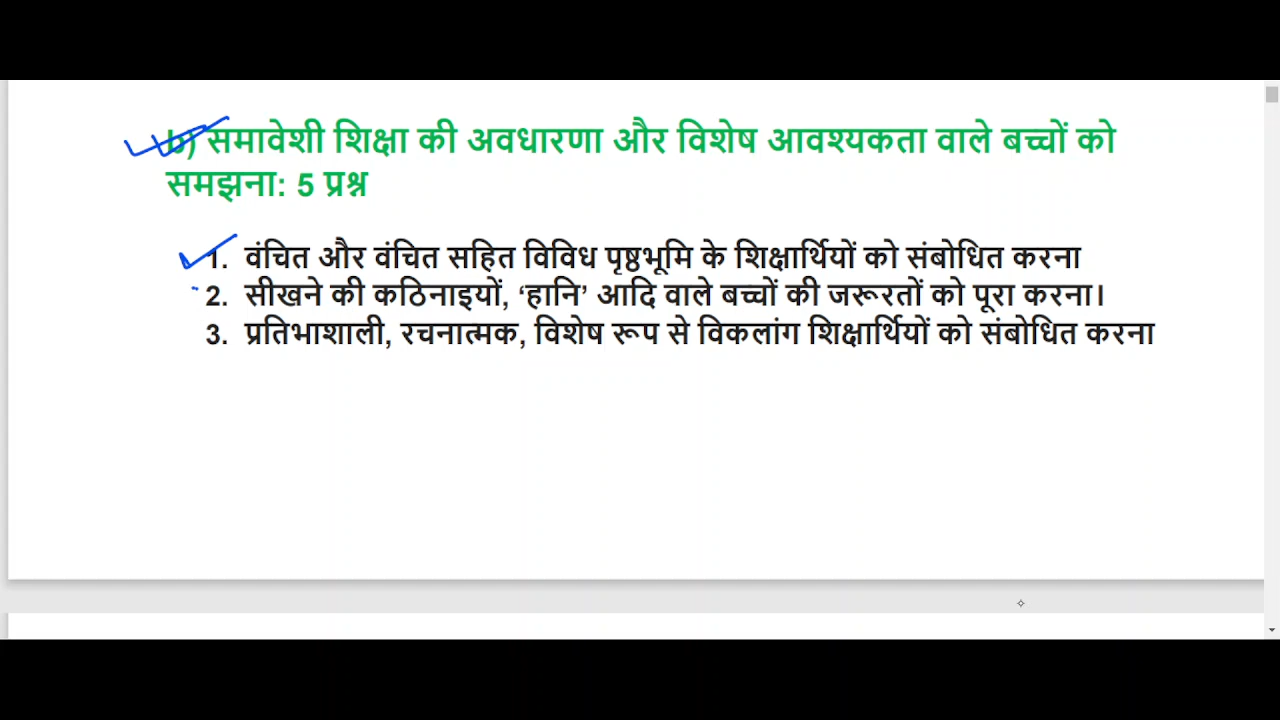 b) समावेशी शिक्षा की अवधारणा और विशेष आवश्यकता वाले बच्चों को
समझना: 5 प्रश्न
1. वंचित और वंचित सहित विविध पृष्ठभूमि के शिक्षार्थियों को संबोधित करना
2. सीखने की कठिनाइयों, ‘हानि’ आदि वाले बच्चों की जरूरतों को पूरा करना।
3. प्रतिभाशाली, रचनात्मक, विशेष रूप से विकलांग शिक्षार्थियों को संबोधित करना